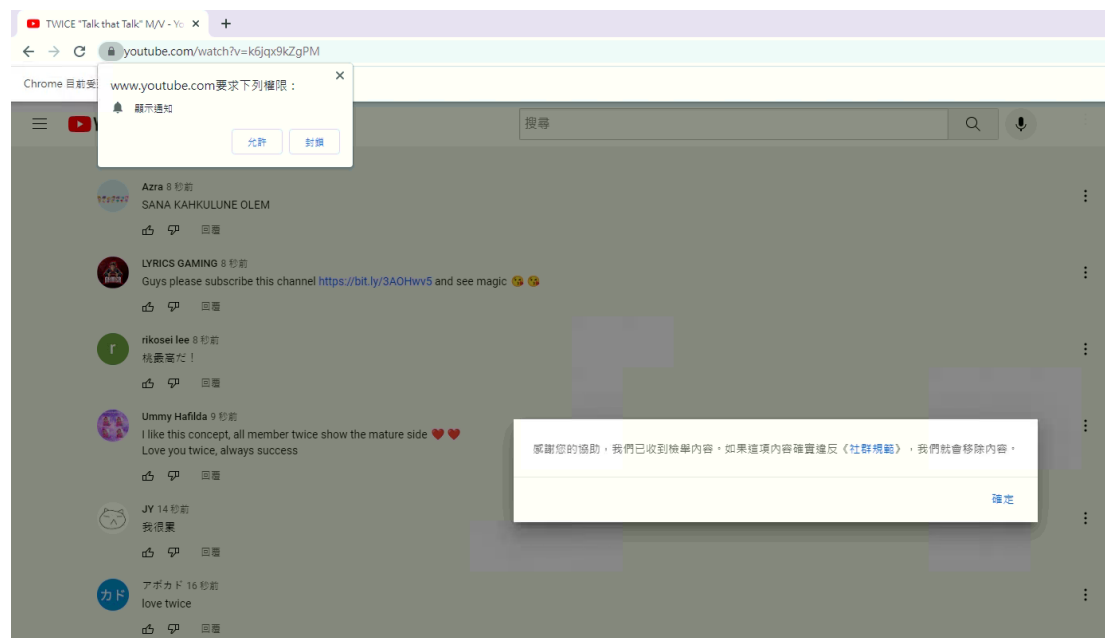 TWICE "Talk that Talk" M/V - Yo
youtube.com/watch?v=k6jqx9kZgPM
Chrome 目前受
www.youtube.com要求下列權限：
顯示通知
允許 封鎖
搜尋
Azra 8 秒前
SANA KAHKULUNE OLEM
回覆
LYRICS GAMING 8 秒前
Guys please subscribe this channel https://bit.ly/3AOHwv5 and see magic 😘 😘
回覆
rikosei lee 8 秒前
桃最高だ！
回覆
Ummy Hafilda 9 秒前
I like this concept, all member twice show the mature side ❤️ ❤️
Love you twice, always success
回覆
感謝您的協助，我們已收到檢舉內容。如果這項內容確實違反《社群規範》，我們就會移除內容。
確定
JY 14 秒前
我很累
回覆
アボカド 16 秒前
カド
love twice
回覆